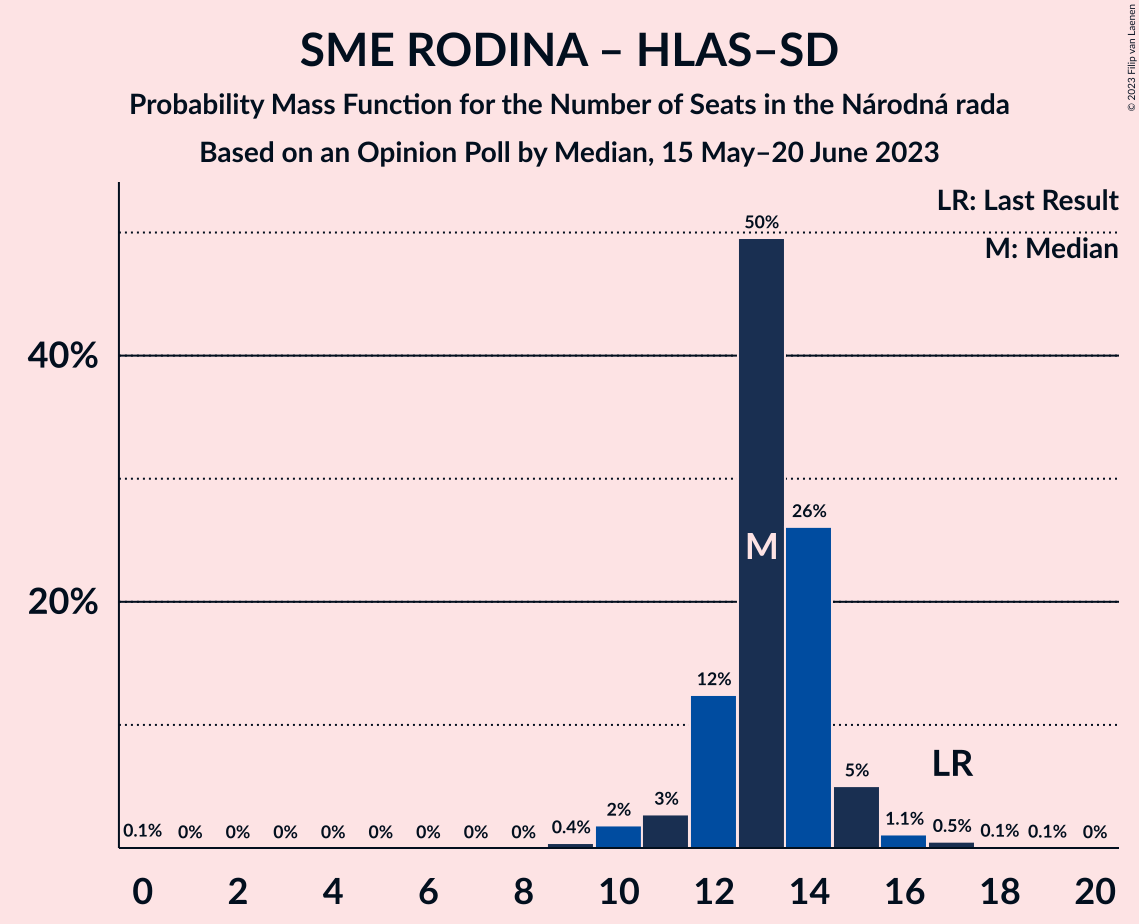 SME RODINA – HLAS–SD
Probability Mass Function for the Number of Seats in the Národná rada
Based on an Opinion Poll by Median, 15 May–20 June 2023
© 2023 Filip van Laenen
LR: Last Result
M: Median
50%
40%
26%
M
20%
12%
LR
5%
3%
2%
0.1% 0% 0% 0% 0% 0% 0% 0% 0% 0.4% 1.1% 0.5% 0.1% 0.1% 0%
0 2 4 6 8 10 12 14 16 18 20